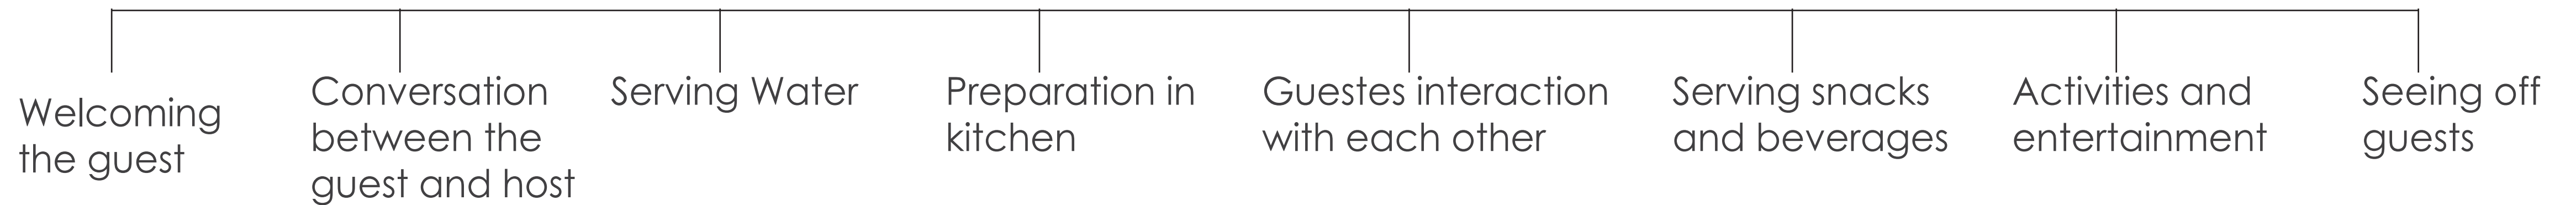 Welcoming
the guest
Conversation
between the
guest and host
Serving Water
Preparation in
kitchen
Guestes interaction
with each other
Serving snacks
and beverages
Activities and
entertainment
Seeing off
guests